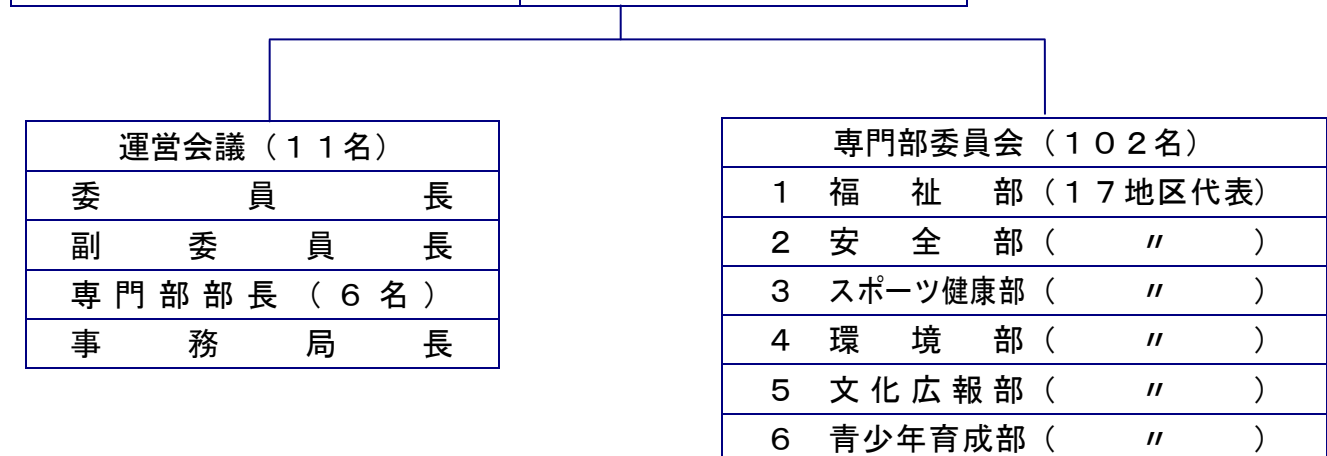 運営会議（１１名）
委員長
副委員長
専門部部長（６名）
事務局長
専門部委員会（１０２名）
１ 福祉部（１７地区代表）
２ 安全部（ 〃 ）
３ スポーツ健康部（ 〃 ）
４ 環境部（ 〃 ）
５ 文化広報部（ 〃 ）
６ 青少年育成部（ 〃 ）